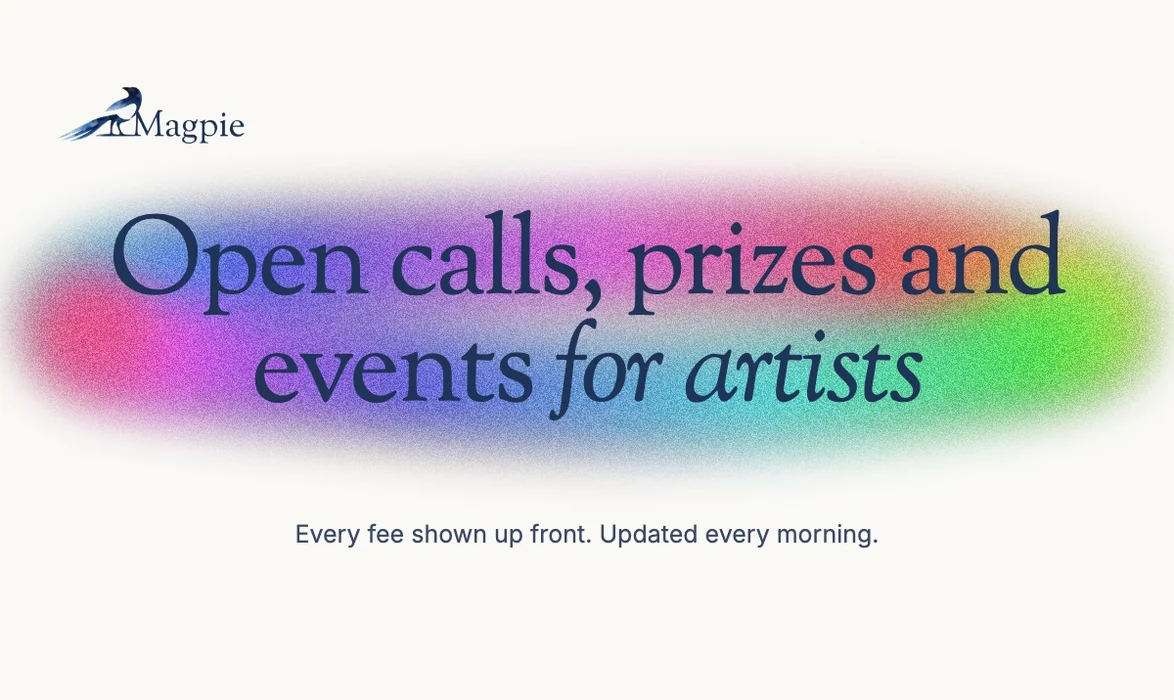 Magpie
Open calls, prizes and
events for artists
Every fee shown up front. Updated every morning.